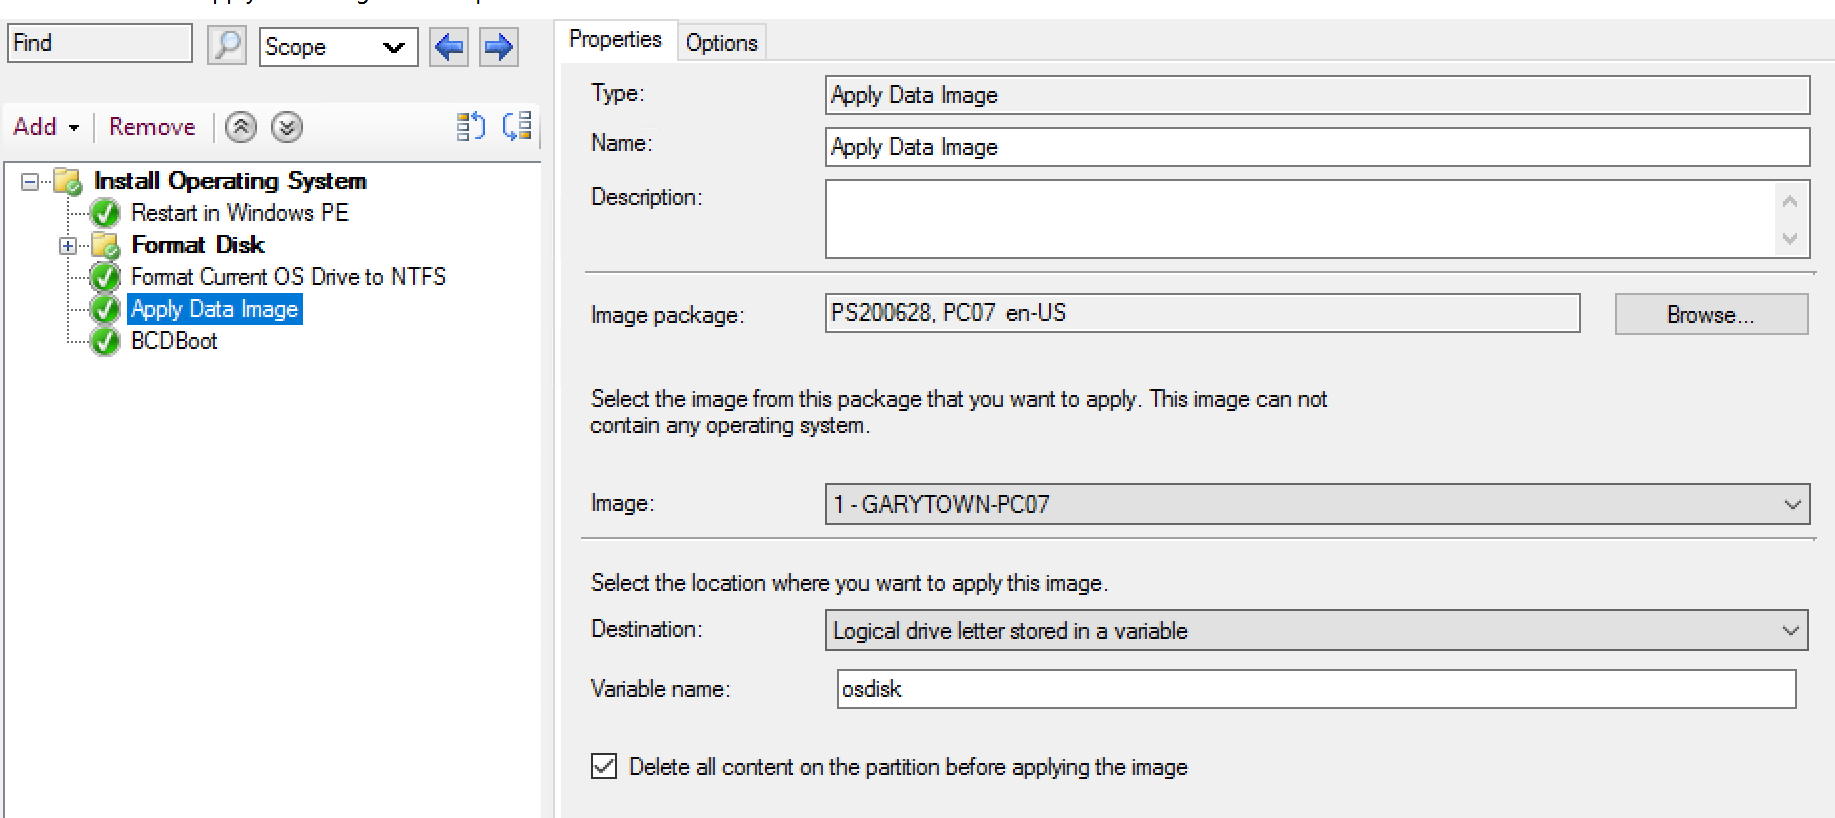 Find
Scope
Properties
Options
Add
Remove
Install Operating System
Restart in Windows PE
Format Disk
Format Current OS Drive to NTFS
Apply Data Image
BCDBoot
Type:
Apply Data Image
Name:
Apply Data Image
Description:
Image package:
PS200628, PC07 en-US
Browse...
Select the image from this package that you want to apply. This image can not
contain any operating system.
Image:
1 - GARYTOWN-PC07
Select the location where you want to apply this image.
Destination:
Logical drive letter stored in a variable
Variable name:
osdisk
Delete all content on the partition before applying the image